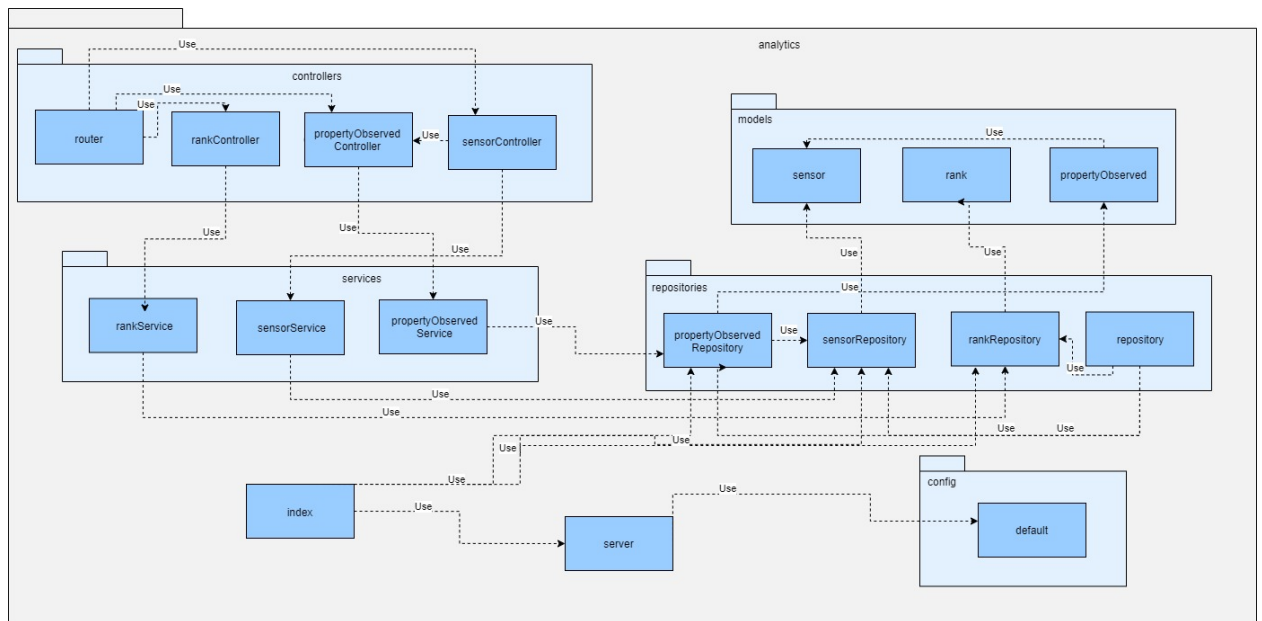 Use
analytics
controllers
Use
Use
router
rankController
propertyObserved
Controller
Use
sensorController
models
Use
sensor
rank
propertyObserved
Use
Use
Use
Use
Use
services
rankService
sensorService
propertyObserved
Service
Use
repositories
Use
propertyObserved
Repository
Use
sensorRepository
rankRepository
Use
repository
Use
Use
Use
Use
Use
Use
Use
index
Use
server
Use
config
default